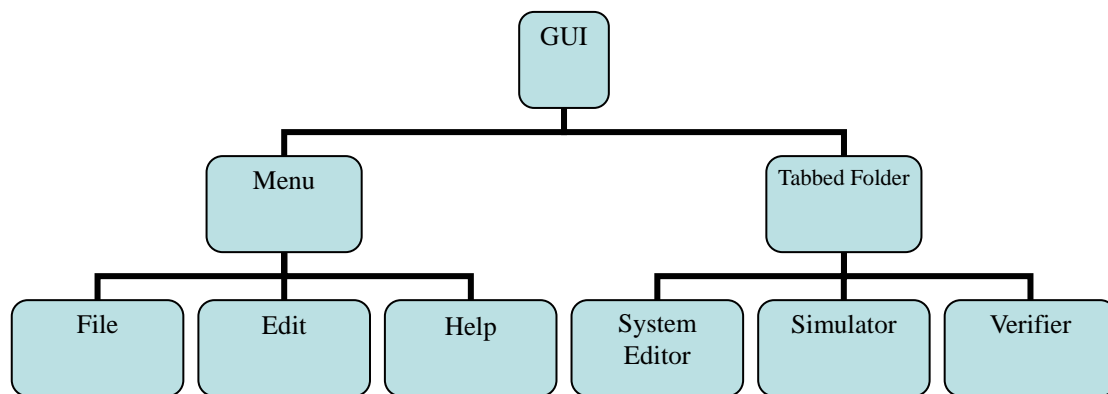 GUI
Menu
Tabbed Folder
File
Edit
Help
System
Editor
Simulator
Verifier